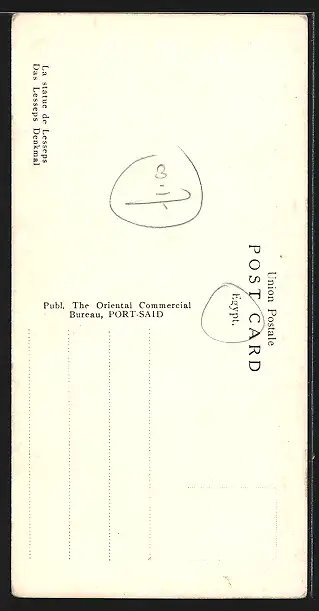 Union Postale
POST CARD
Egypt.
La statue de Lesseps
Das Lesseps Denkmal
Publ. The Oriental Commercial
Bureau, PORT-SAID